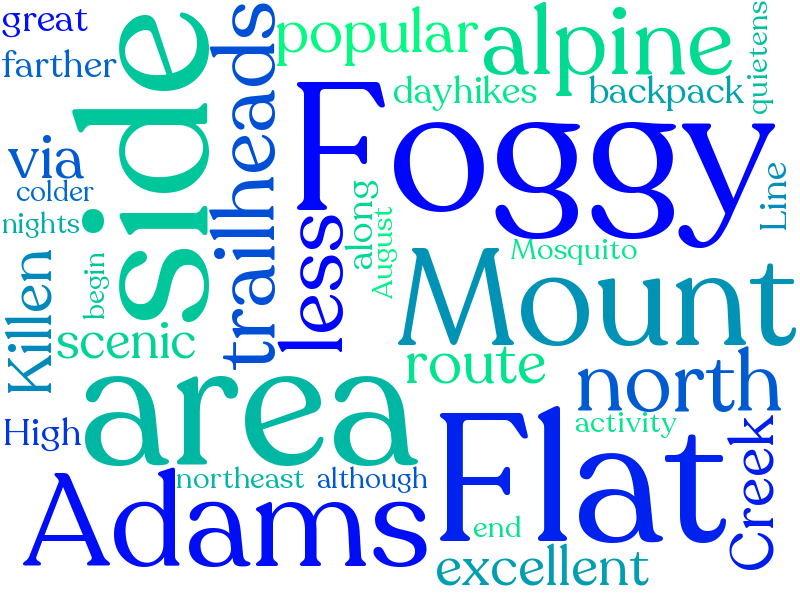 great
farther
side
trailheads
popular
alpine
quietens
dayhikes
backpack
Foggy
via
colder
nights
less
along
August
Line
Mosquito
Mount
begin
Killen
scenic
route
north
area
activity
High
Flat
Creek
northeast
although
Adams
end
excellent